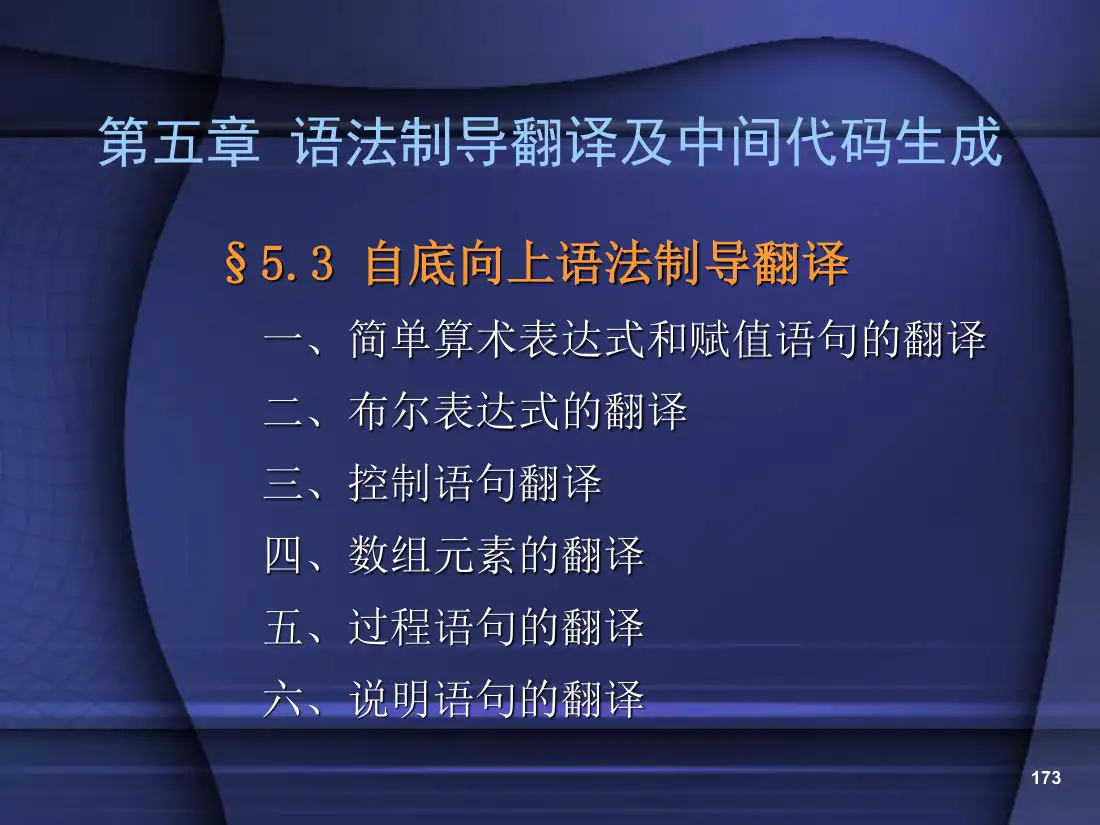 第五章 语法制导翻译及中间代码生成
§5.3 自底向上语法制导翻译
一、简单算术表达式和赋值语句的翻译
二、布尔表达式的翻译
三、控制语句翻译
四、数组元素的翻译
五、过程语句的翻译
六、说明语句的翻译
173